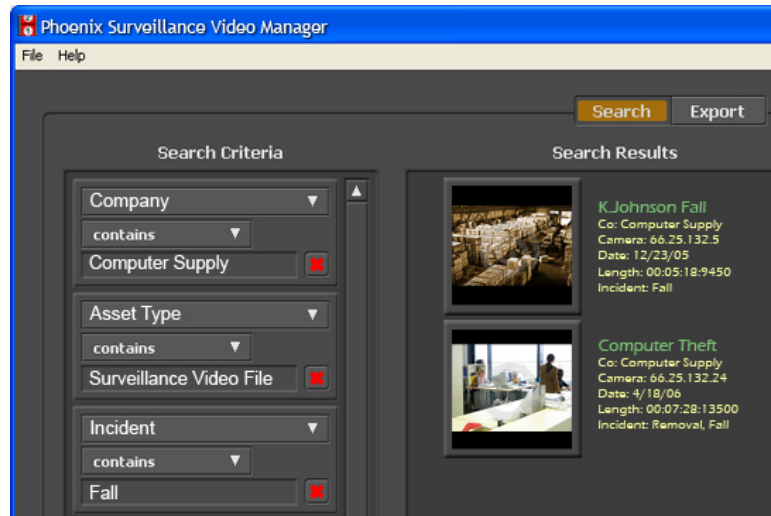 Phoenix Surveillance Video Manager
File Help
Search Export
Search Criteria
Company
contains
Computer Supply
Asset Type
contains
Surveillance Video File
Incident
contains
Fall
Search Results
K.Johnson Fall
Co: Computer Supply
Camera: 66.25.132.5
Date: 12/23/05
Length: 00:05:18:9450
Incident: Fall
Computer Theft
Co: Computer Supply
Camera: 66.25.132.24
Date: 4/18/06
Length: 00:07:28:13500
Incident: Removal, Fall